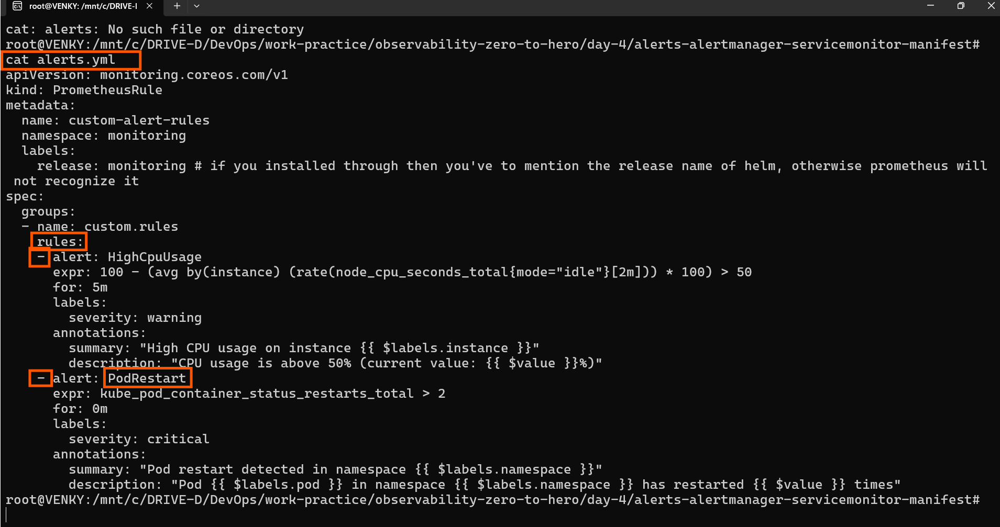 root@VENKY: /mnt/c/DRIVE-I
cat: alerts: No such file or directory
root@VENKY:/mnt/c/DRIVE-D/DevOps/work-practice/observability-zero-to-hero/day-4/alerts-alertmanager-servicemonitor-manifest#
cat alerts.yml
apiVersion: monitoring.coreos.com/v1
kind: PrometheusRule
metadata:
  name: custom-alert-rules
  namespace: monitoring
  labels:
    release: monitoring # if you installed through then you've to mention the release name of helm, otherwise prometheus will
 not recognize it
spec:
  groups:
  - name: custom.rules
    rules:
    - alert: HighCpuUsage
      expr: 100 - (avg by(instance) (rate(node_cpu_seconds_total{mode="idle"}[2m])) * 100) > 50
      for: 5m
      labels:
        severity: warning
      annotations:
        summary: "High CPU usage on instance {{ $labels.instance }}"
        description: "CPU usage is above 50% (current value: {{ $value }}%)"
    - alert: PodRestart
      expr: kube_pod_container_status_restarts_total > 2
      for: 0m
      labels:
        severity: critical
      annotations:
        summary: "Pod restart detected in namespace {{ $labels.namespace }}"
        description: "Pod {{ $labels.pod }} in namespace {{ $labels.namespace }} has restarted {{ $value }} times"
root@VENKY:/mnt/c/DRIVE-D/DevOps/work-practice/observability-zero-to-hero/day-4/alerts-alertmanager-servicemonitor-manifest#